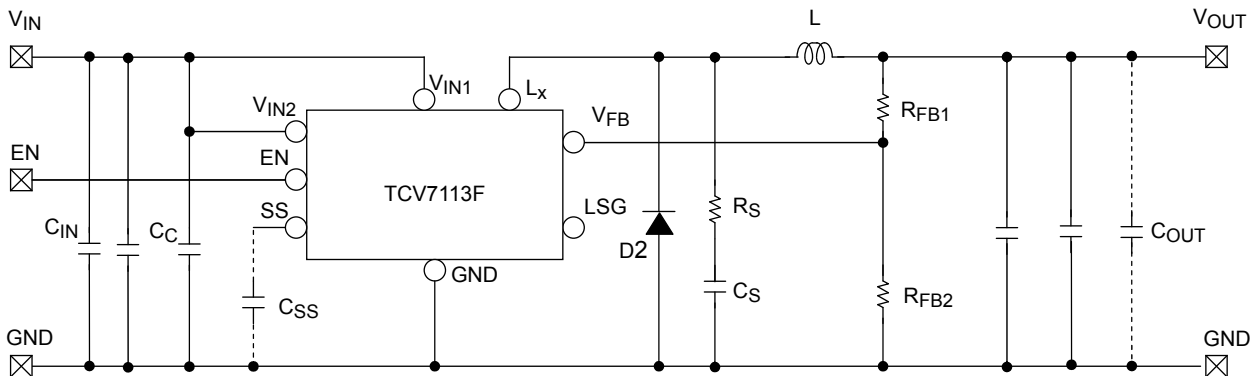 VIN
L
VOUT
VIN1
LX
VIN2
VFB
RFB1
EN
EN
TCV7113F
SS
LSG
CIN
CC
RS
D2
COUT
GND
CSS
CS
RFB2
GND
GND